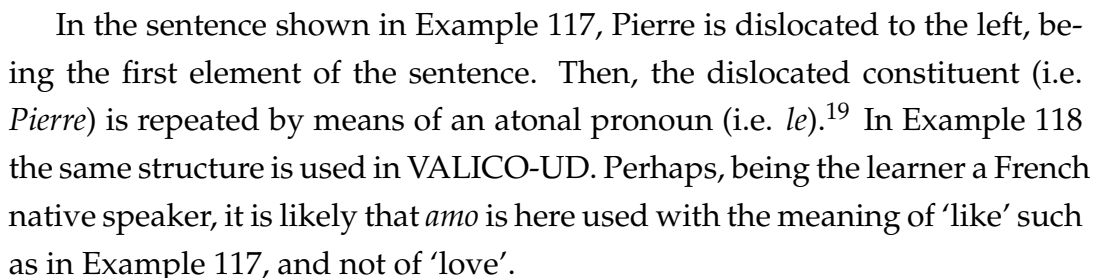 In the sentence shown in Example 117, Pierre is dislocated to the left, be-
ing the first element of the sentence. Then, the dislocated constituent (i.e.
Pierre) is repeated by means of an atonal pronoun (i.e. le).19 In Example 118
the same structure is used in VALICO-UD. Perhaps, being the learner a French
native speaker, it is likely that amo is here used with the meaning of ‘like’ such
as in Example 117, and not of ‘love’.